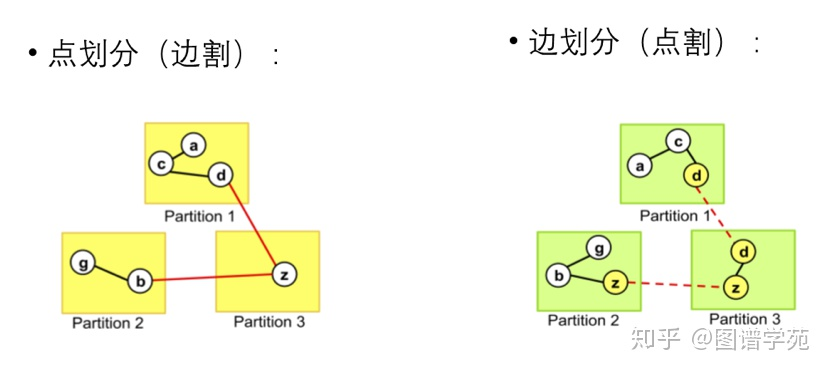 • 点划分（边割）:
a
c
d
Partition 1
g
b
Partition 2
z
Partition 3
• 边划分（点割）:
c
a
d
Partition 1
g
b
z
Partition 2
d
z
Partition 3
知乎 @图谱学苑